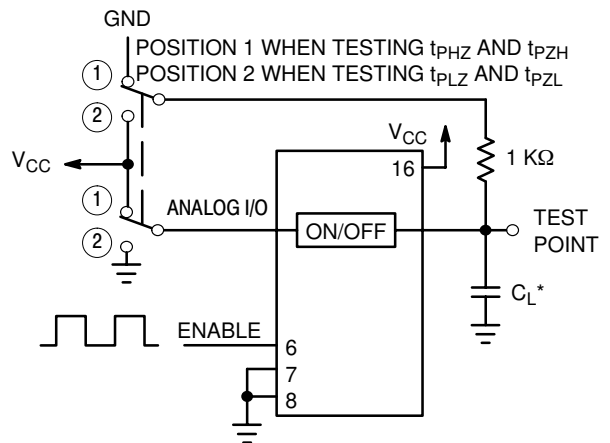 GND
POSITION 1 WHEN TESTING tPHZ AND tPZH
1 POSITION 2 WHEN TESTING tPLZ AND tPZL
2
VCC
16
1 KΩ
VCC
1
ANALOG I/O
ON/OFF
TEST
POINT
2
CL*
ENABLE
6
7
8